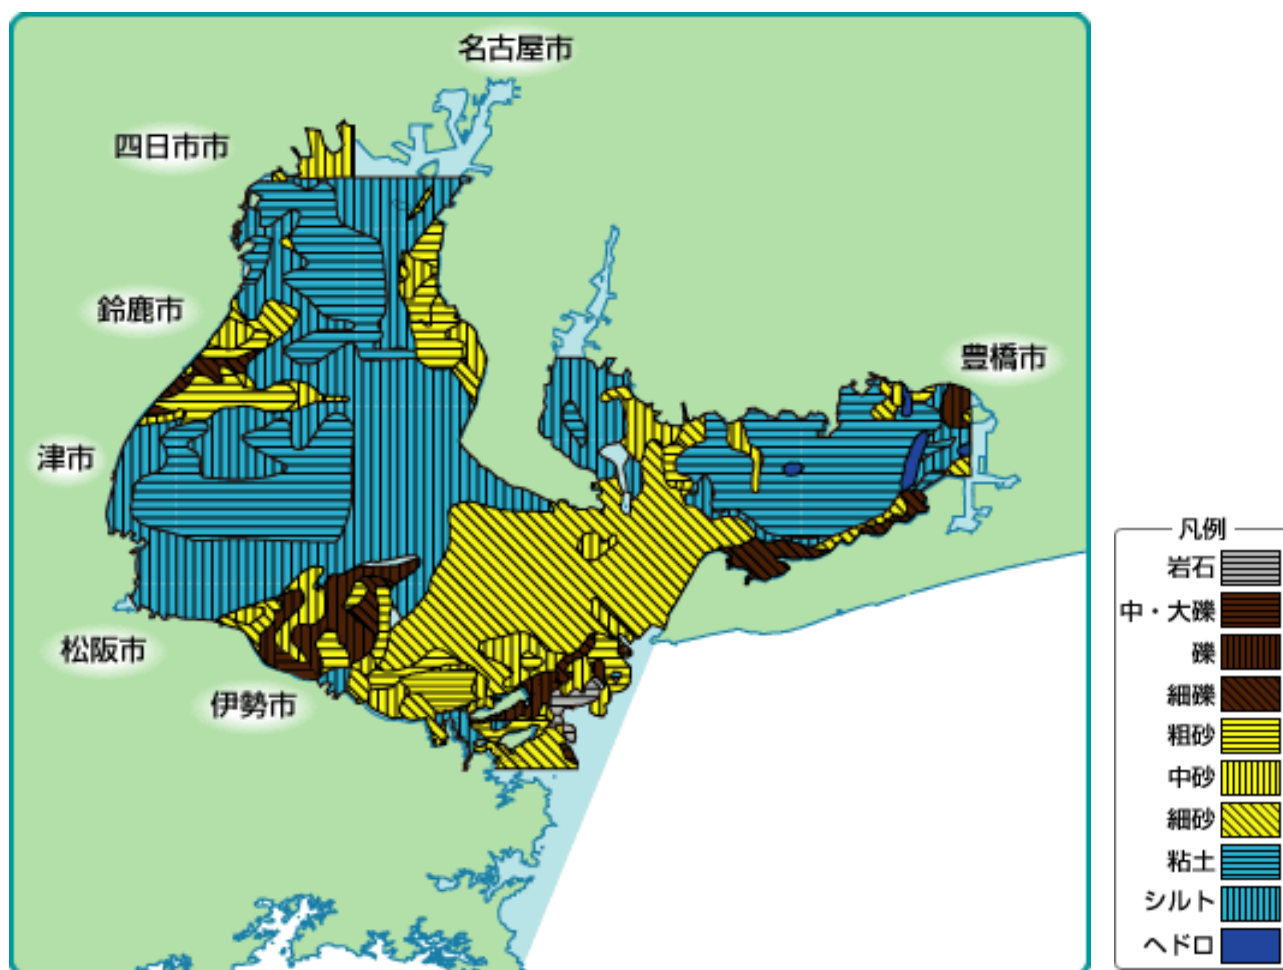 名古屋市
四日市市
鈴鹿市
豊橋市
津市
松阪市
伊勢市
凡例
岩石
中・大礫
礫
細礫
粗砂
中砂
細砂
粘土
シルト
ヘドロ